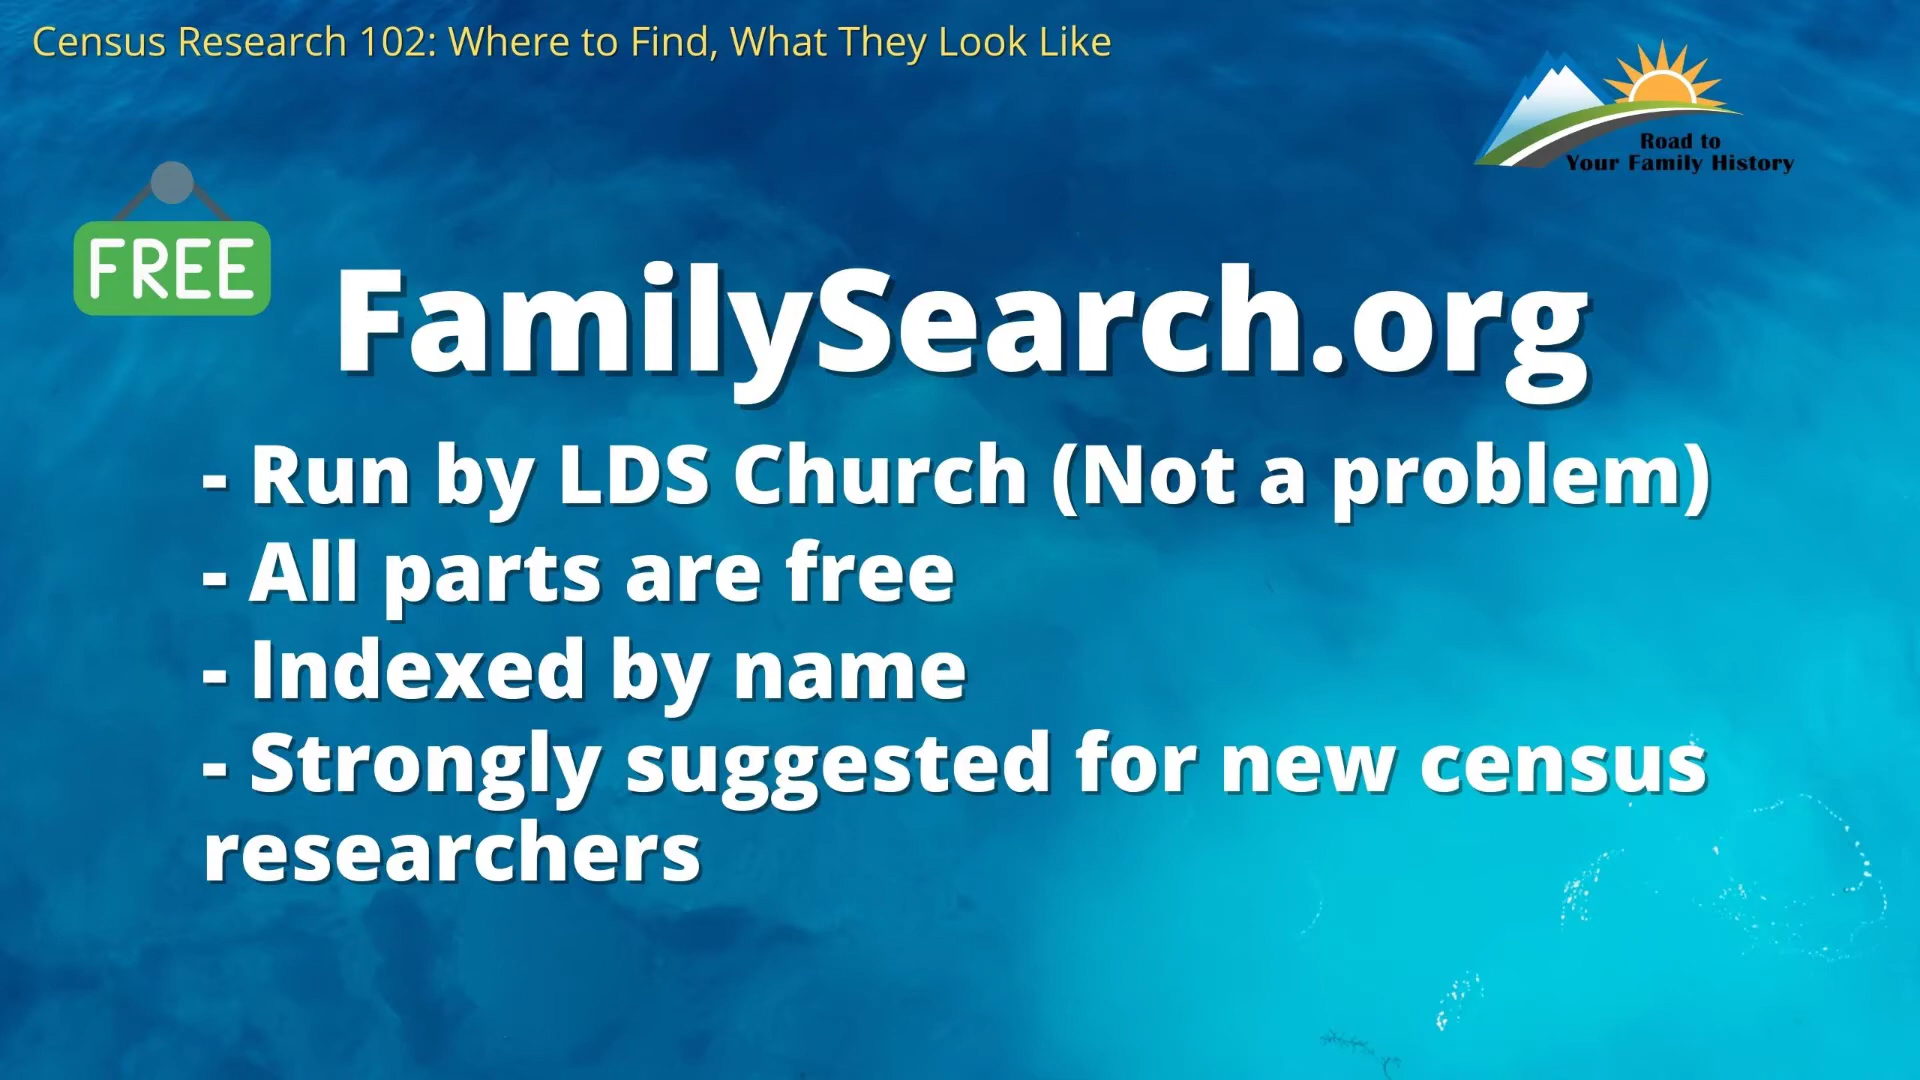 Census Research 102: Where to Find, What They Look Like
Road to
Your Family History
FREE
FamilySearch.org
- Run by LDS Church (Not a problem)
- All parts are free
- Indexed by name
- Strongly suggested for new census
researchers